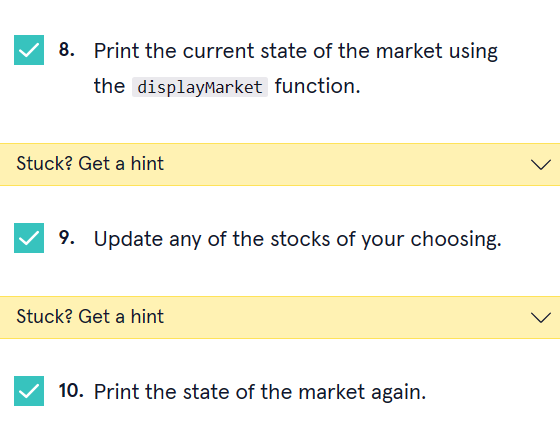 8. Print the current state of the market using
the displayMarket function.
Stuck? Get a hint
9. Update any of the stocks of your choosing.
Stuck? Get a hint
10. Print the state of the market again.